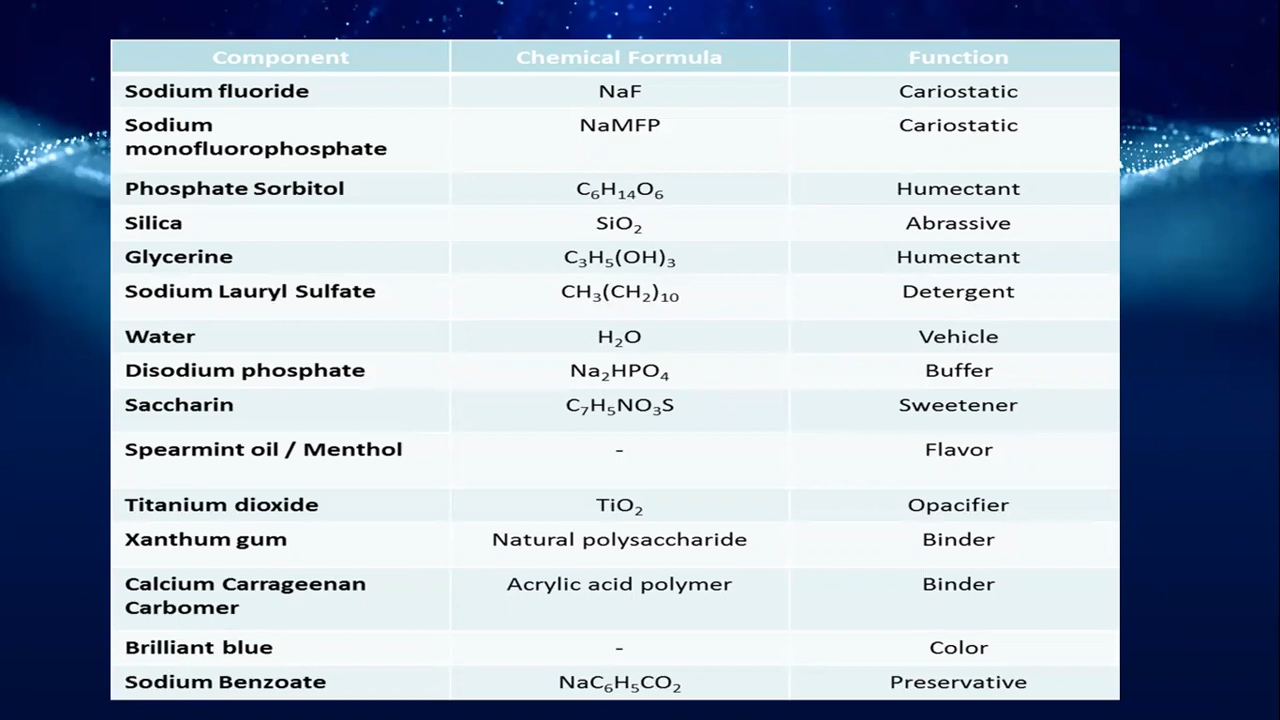 Component Chemical Formula Function
Sodium fluoride NaF Cariostatic
Sodium monofluorophosphate NaMFP Cariostatic
Phosphate Sorbitol C₆H₁₄O₆ Humectant
Silica SiO₂ Abrassive
Glycerine C₃H₅(OH)₃ Humectant
Sodium Lauryl Sulfate CH₃(CH₂)₁₀ Detergent
Water H₂O Vehicle
Disodium phosphate Na₂HPO₄ Buffer
Saccharin C₇H₅NO₃S Sweetener
Spearmint oil / Menthol - Flavor
Titanium dioxide TiO₂ Opacifier
Xanthum gum Natural polysaccharide Binder
Calcium Carrageenan Carbomer Acrylic acid polymer Binder
Brilliant blue - Color
Sodium Benzoate NaC₆H₅CO₂ Preservative